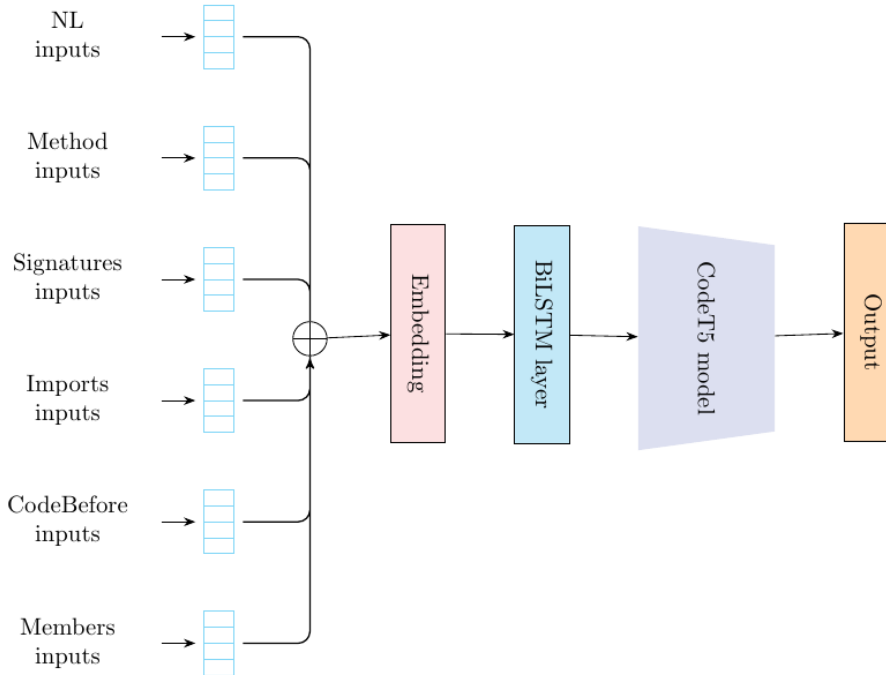 NL
inputs
Method
inputs
Signatures
inputs
Imports
inputs
CodeBefore
inputs
Members
inputs
Embedding
BiLSTM layer
CodeT5 model
Output